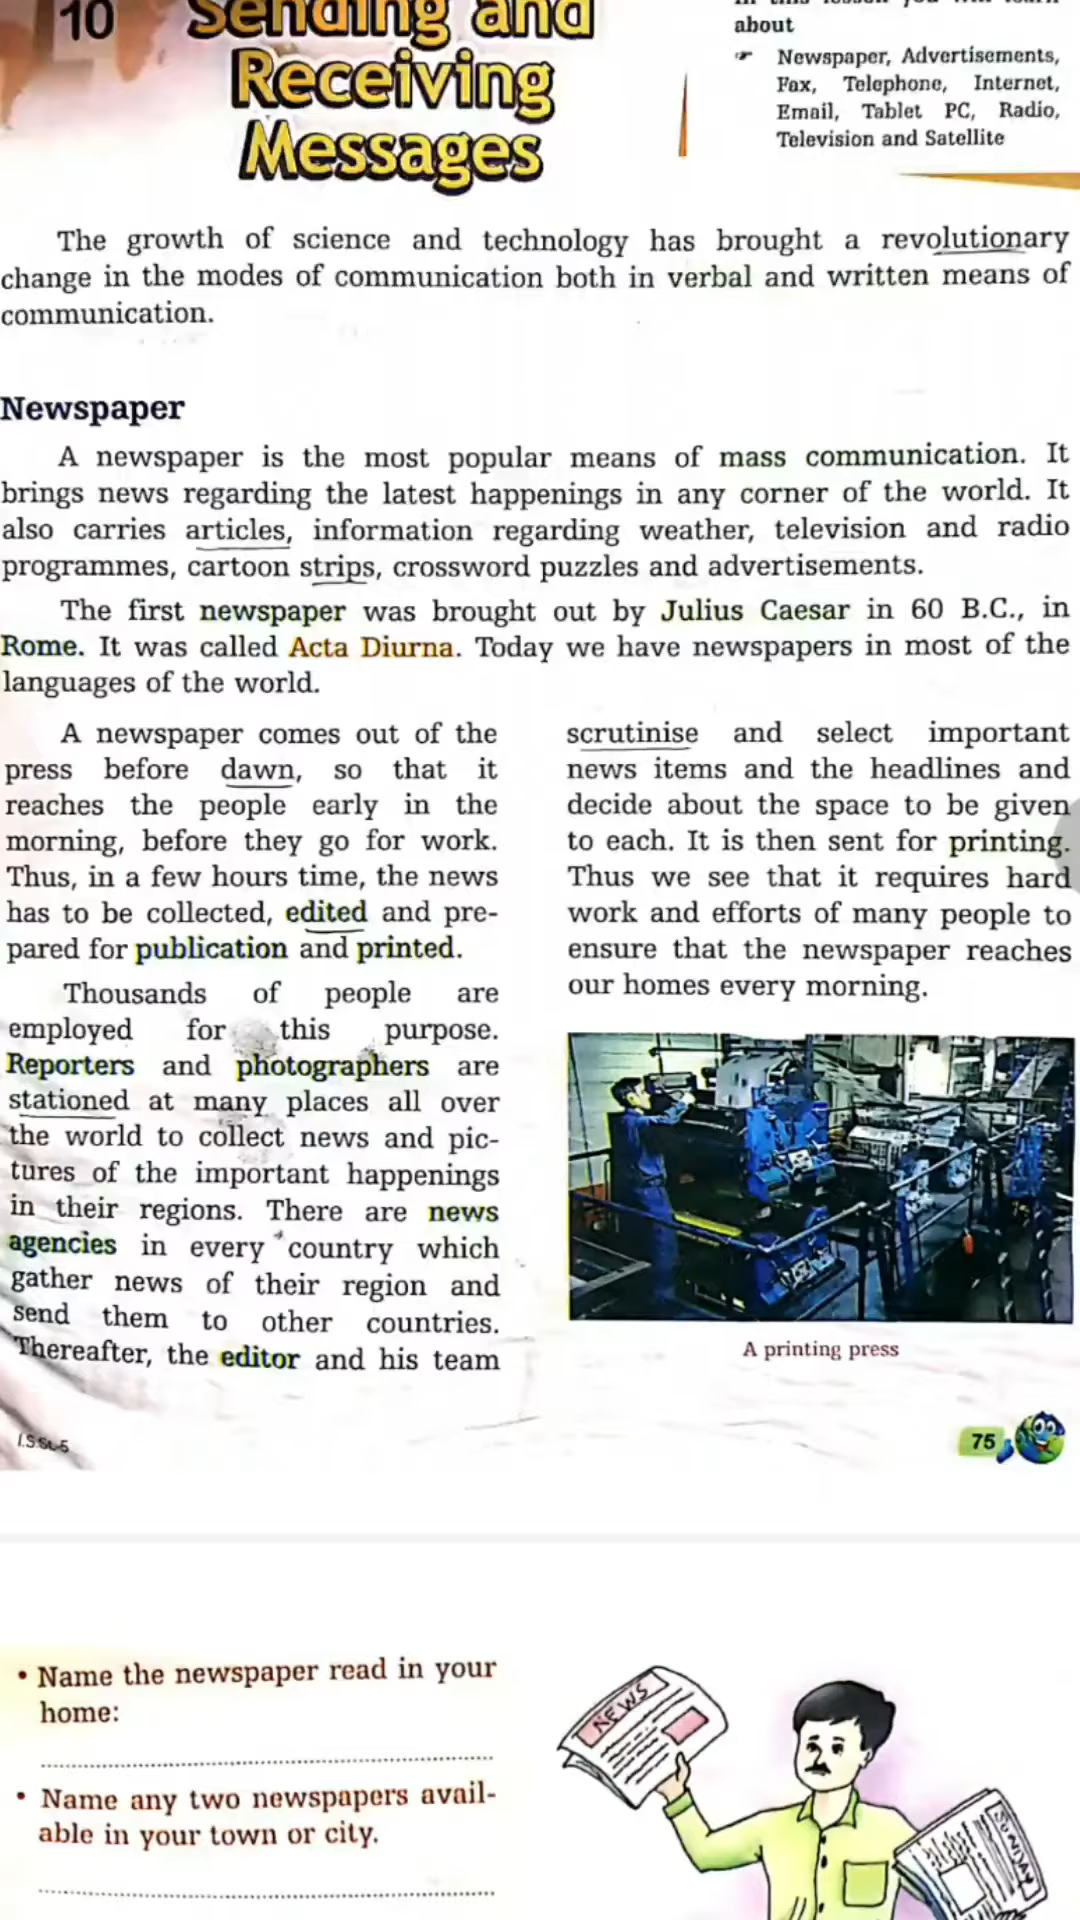 10
Sending and
Receiving
Messages
about
☞ Newspaper, Advertisements,
Fax, Telephone, Internet,
Email, Tablet PC, Radio,
Television and Satellite
The growth of science and technology has brought a revolutionary
change in the modes of communication both in verbal and written means of
communication.
Newspaper
A newspaper is the most popular means of mass communication. It
brings news regarding the latest happenings in any corner of the world. It
also carries articles, information regarding weather, television and radio
programmes, cartoon strips, crossword puzzles and advertisements.
The first newspaper was brought out by Julius Caesar in 60 B.C., in
Rome. It was called Acta Diurna. Today we have newspapers in most of the
languages of the world.
A newspaper comes out of the
press before dawn, so that it
reaches the people early in the
morning, before they go for work.
Thus, in a few hours time, the news
has to be collected, edited and pre-
pared for publication and printed.
Thousands of people are
employed for this purpose.
Reporters and photographers are
stationed at many places all over
the world to collect news and pic-
tures of the important happenings
in their regions. There are news
agencies in every country which
gather news of their region and
send them to other countries.
Thereafter, the editor and his team
scrutinise and select important
news items and the headlines and
decide about the space to be given
to each. It is then sent for printing.
Thus we see that it requires hard
work and efforts of many people to
ensure that the newspaper reaches
our homes every morning.
A printing press
I.S.St-5
75
• Name the newspaper read in your
home:
• Name any two newspapers avail-
able in your town or city.
NEWS
SUNDAY